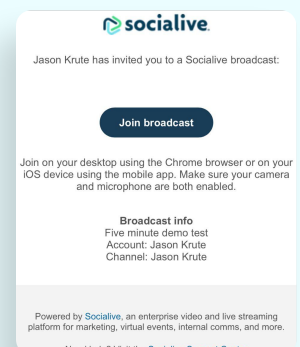 socialive.
Jason Krute has invited you to a Socialive broadcast:
Join broadcast
Join on your desktop using the Chrome browser or on your
iOS device using the mobile app. Make sure your camera
and microphone are both enabled.
Broadcast info
Five minute demo test
Account: Jason Krute
Channel: Jason Krute
Powered by Socialive, an enterprise video and live streaming
platform for marketing, virtual events, internal comms, and more.